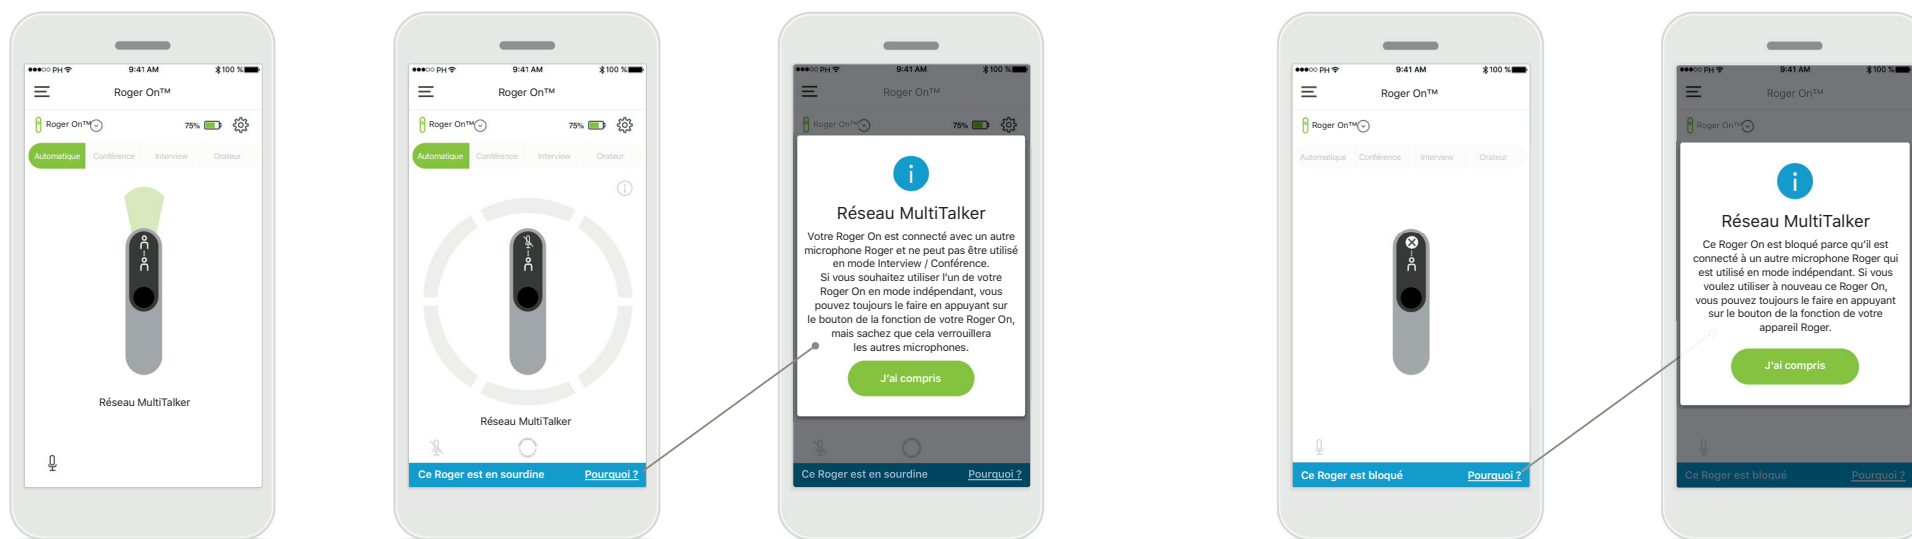 PH 9:41 AM 100 %
Roger On™
Roger On™ 75%
Automatique Conférence Interview Orateur
Réseau MultiTalker
PH 9:41 AM 100 %
Roger On™
Roger On™ 75%
Automatique Conférence Interview Orateur
Réseau MultiTalker
Ce Roger est en sourdine Pourquoi ?
PH 9:41 AM 100 %
Roger On™
Roger On™ 75%
Réseau MultiTalker
Votre Roger On est connecté avec un autre
microphone Roger et ne peut pas être utilisé
en mode Interview / Conférence.
Si vous souhaitez utiliser l'un de votre
Roger On en mode indépendant, vous
pouvez toujours le faire en appuyant sur
le bouton de la fonction de votre Roger On,
mais sachez que cela verrouillera
les autres microphones.
J'ai compris
Ce Roger est en sourdine Pourquoi ?
PH 9:41 AM 100 %
Roger On™
Roger On™
Automatique Conférence Interview Orateur
Ce Roger est bloqué Pourquoi ?
PH 9:41 AM 100 %
Roger On™
Roger On™
Réseau MultiTalker
Ce Roger On est bloqué parce qu'il est
connecté à un autre microphone Roger qui
est utilisé en mode indépendant. Si vous
voulez utiliser à nouveau ce Roger On,
vous pouvez toujours le faire en appuyant
sur le bouton de la fonction de votre
appareil Roger.
J'ai compris
Ce Roger est bloqué Pourquoi ?